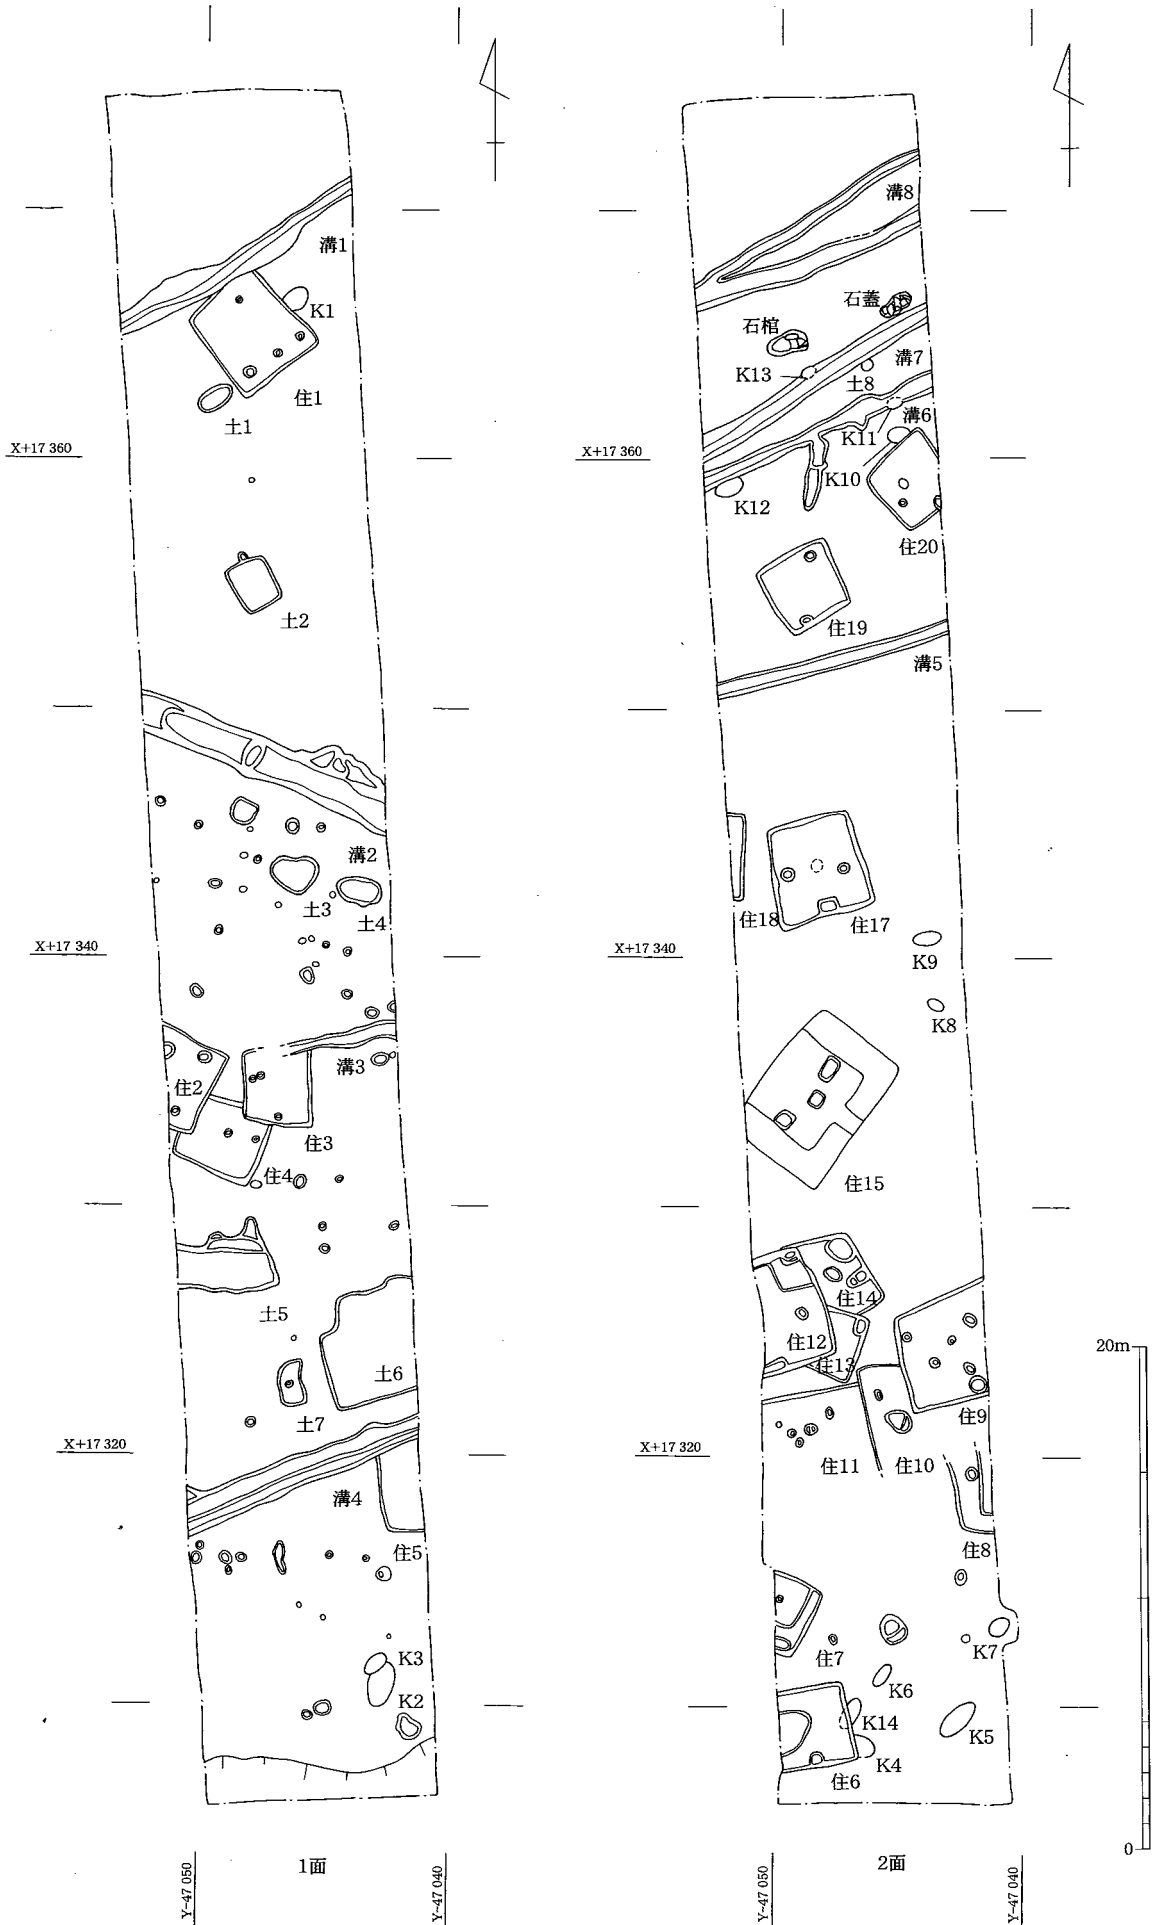 溝1
K1
住1
土1
X+17 360
土2
溝2
土3
土4
X+17 340
溝3
住2
住3
住4
土5
土6
土7
X+17 320
溝4
住5
K3
K2
1面
Y-47 050
Y-47 040
溝8
石蓋
石棺
溝7
K13
土8
溝6
K11
X+17 360
K10
K12
住20
住19
溝5
住18
住17
X+17 340
K9
K8
住15
住14
住12
住13
20m
住9
X+17 320
住11
住10
住8
住7
K7
K6
K14
K5
K4
住6
0
2面
Y-47 050
Y-47 040